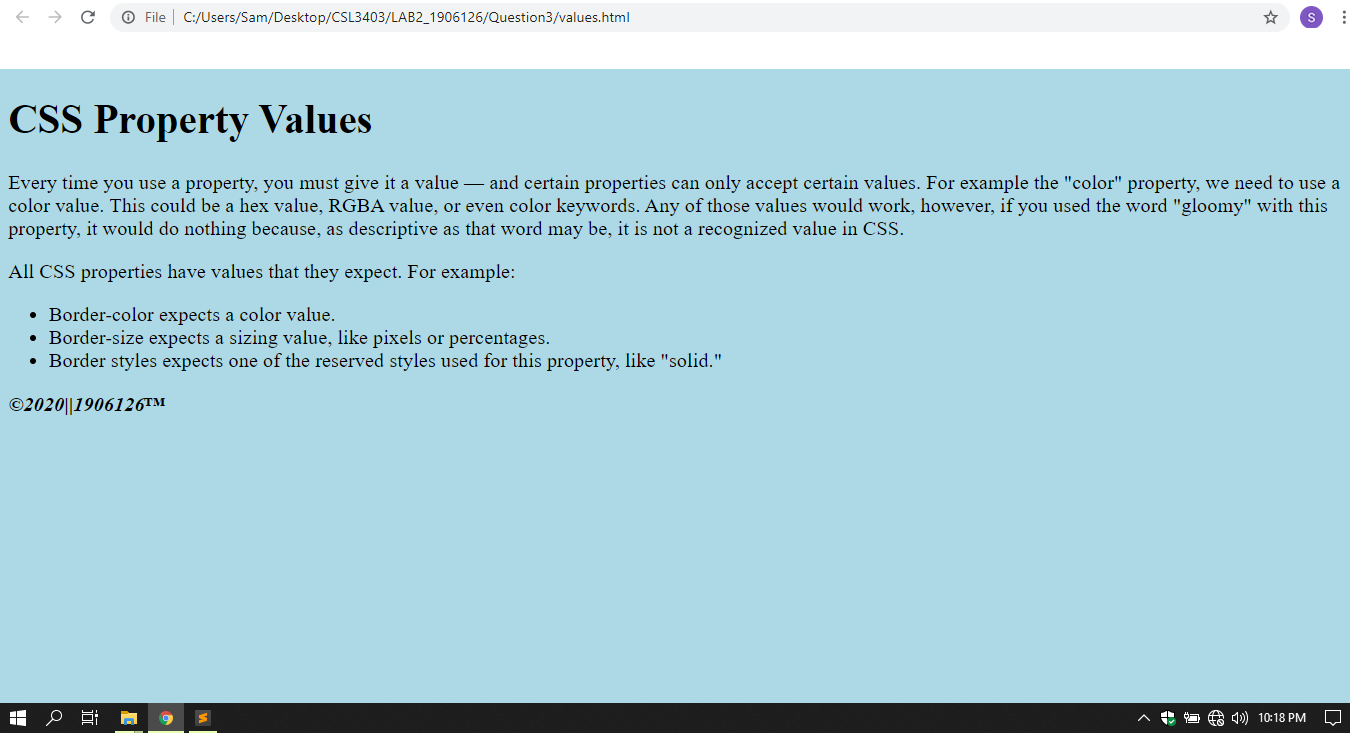 File | C:/Users/Sam/Desktop/CSL3403/LAB2_1906126/Question3/values.html
S
CSS Property Values
Every time you use a property, you must give it a value — and certain properties can only accept certain values. For example the "color" property, we need to use a
color value. This could be a hex value, RGBA value, or even color keywords. Any of those values would work, however, if you used the word "gloomy" with this
property, it would do nothing because, as descriptive as that word may be, it is not a recognized value in CSS.
All CSS properties have values that they expect. For example:
• Border-color expects a color value.
• Border-size expects a sizing value, like pixels or percentages.
• Border styles expects one of the reserved styles used for this property, like "solid."
©2020||1906126™
10:18 PM